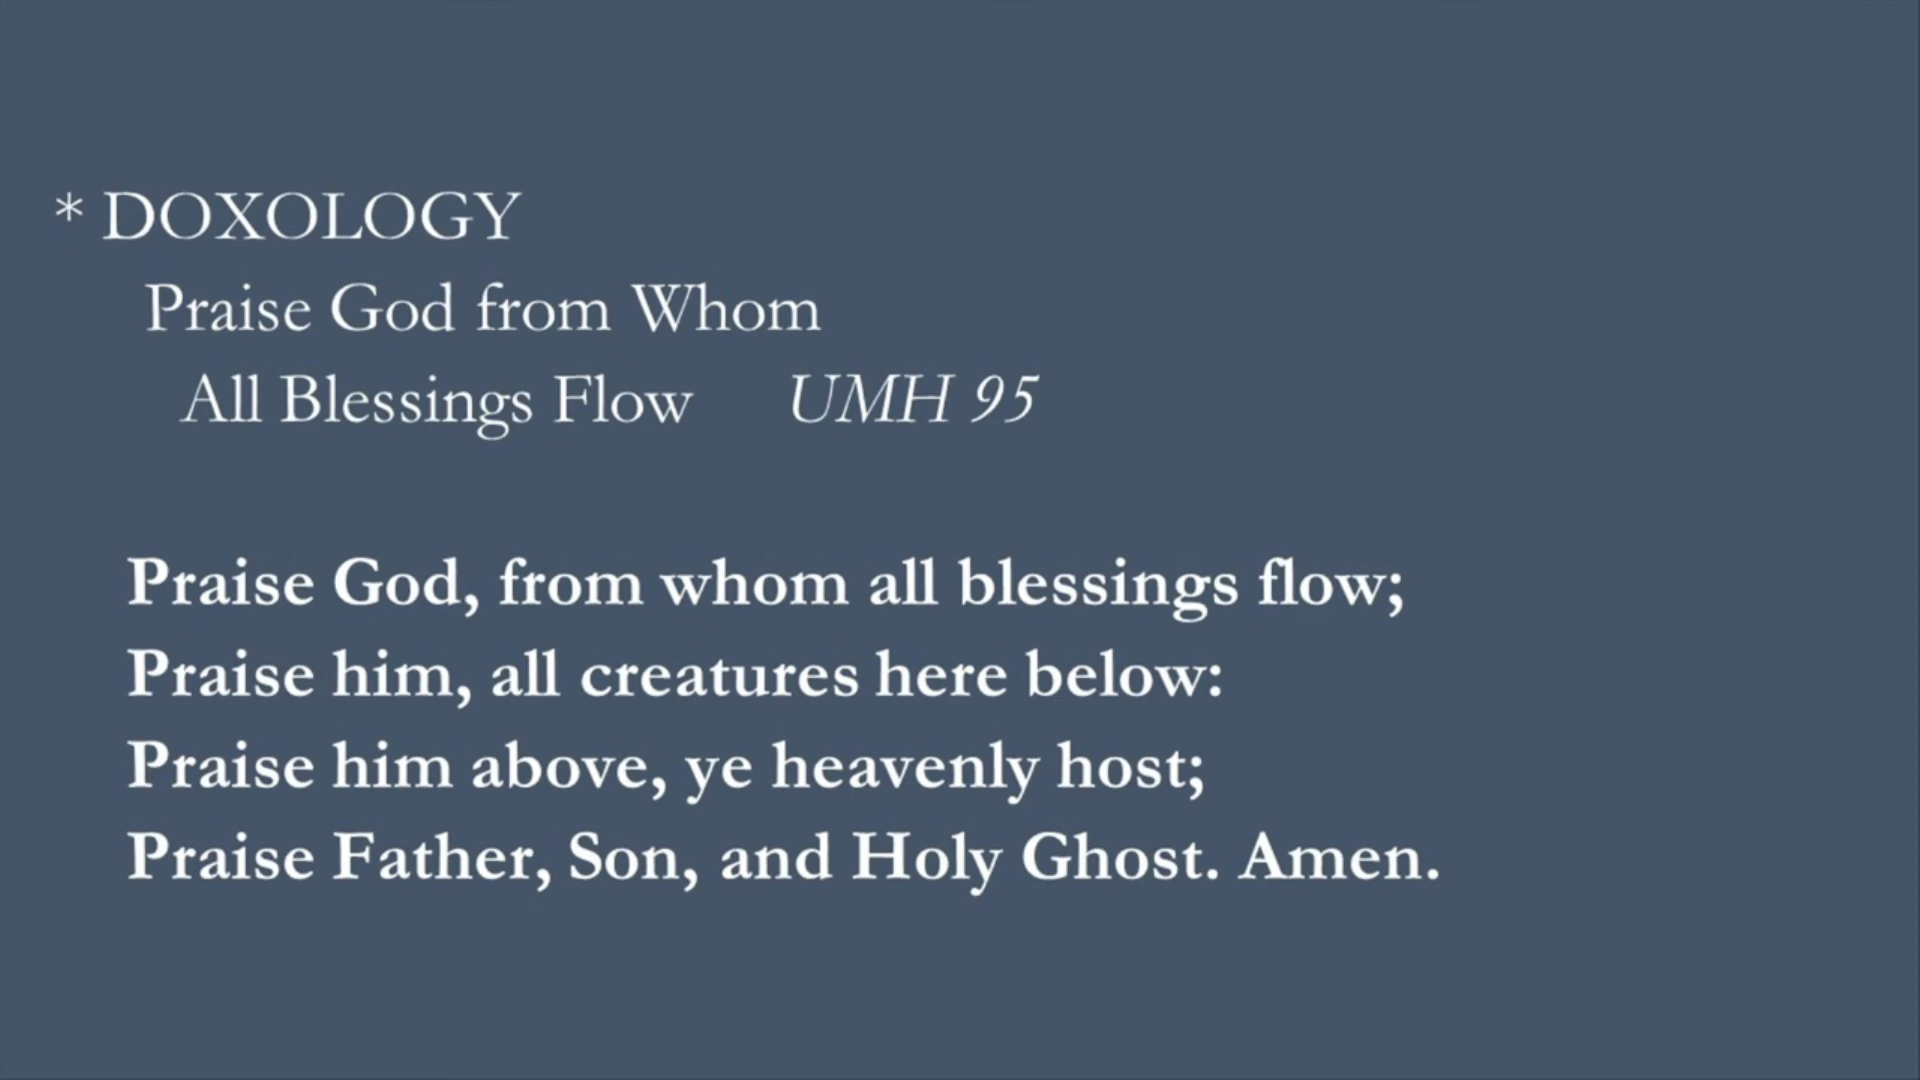 * DOXOLOGY
Praise God from Whom
All Blessings Flow UMH 95
Praise God, from whom all blessings flow;
Praise him, all creatures here below:
Praise him above, ye heavenly host;
Praise Father, Son, and Holy Ghost. Amen.